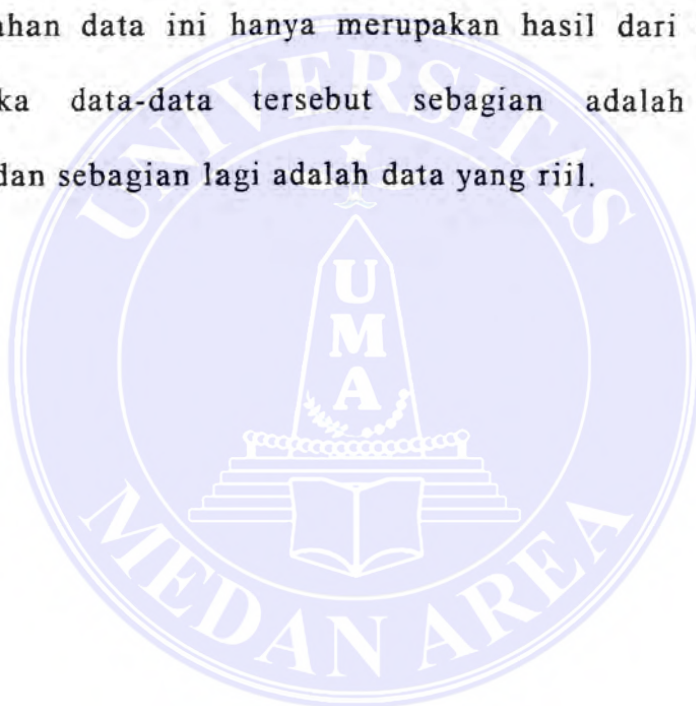 ahan data ini hanya merupakan hasil dari
ka data-data tersebut sebagian adalah
dan sebagian lagi adalah data yang riil.
UNIVERSITAS
U
M
A
MEDAN AREA